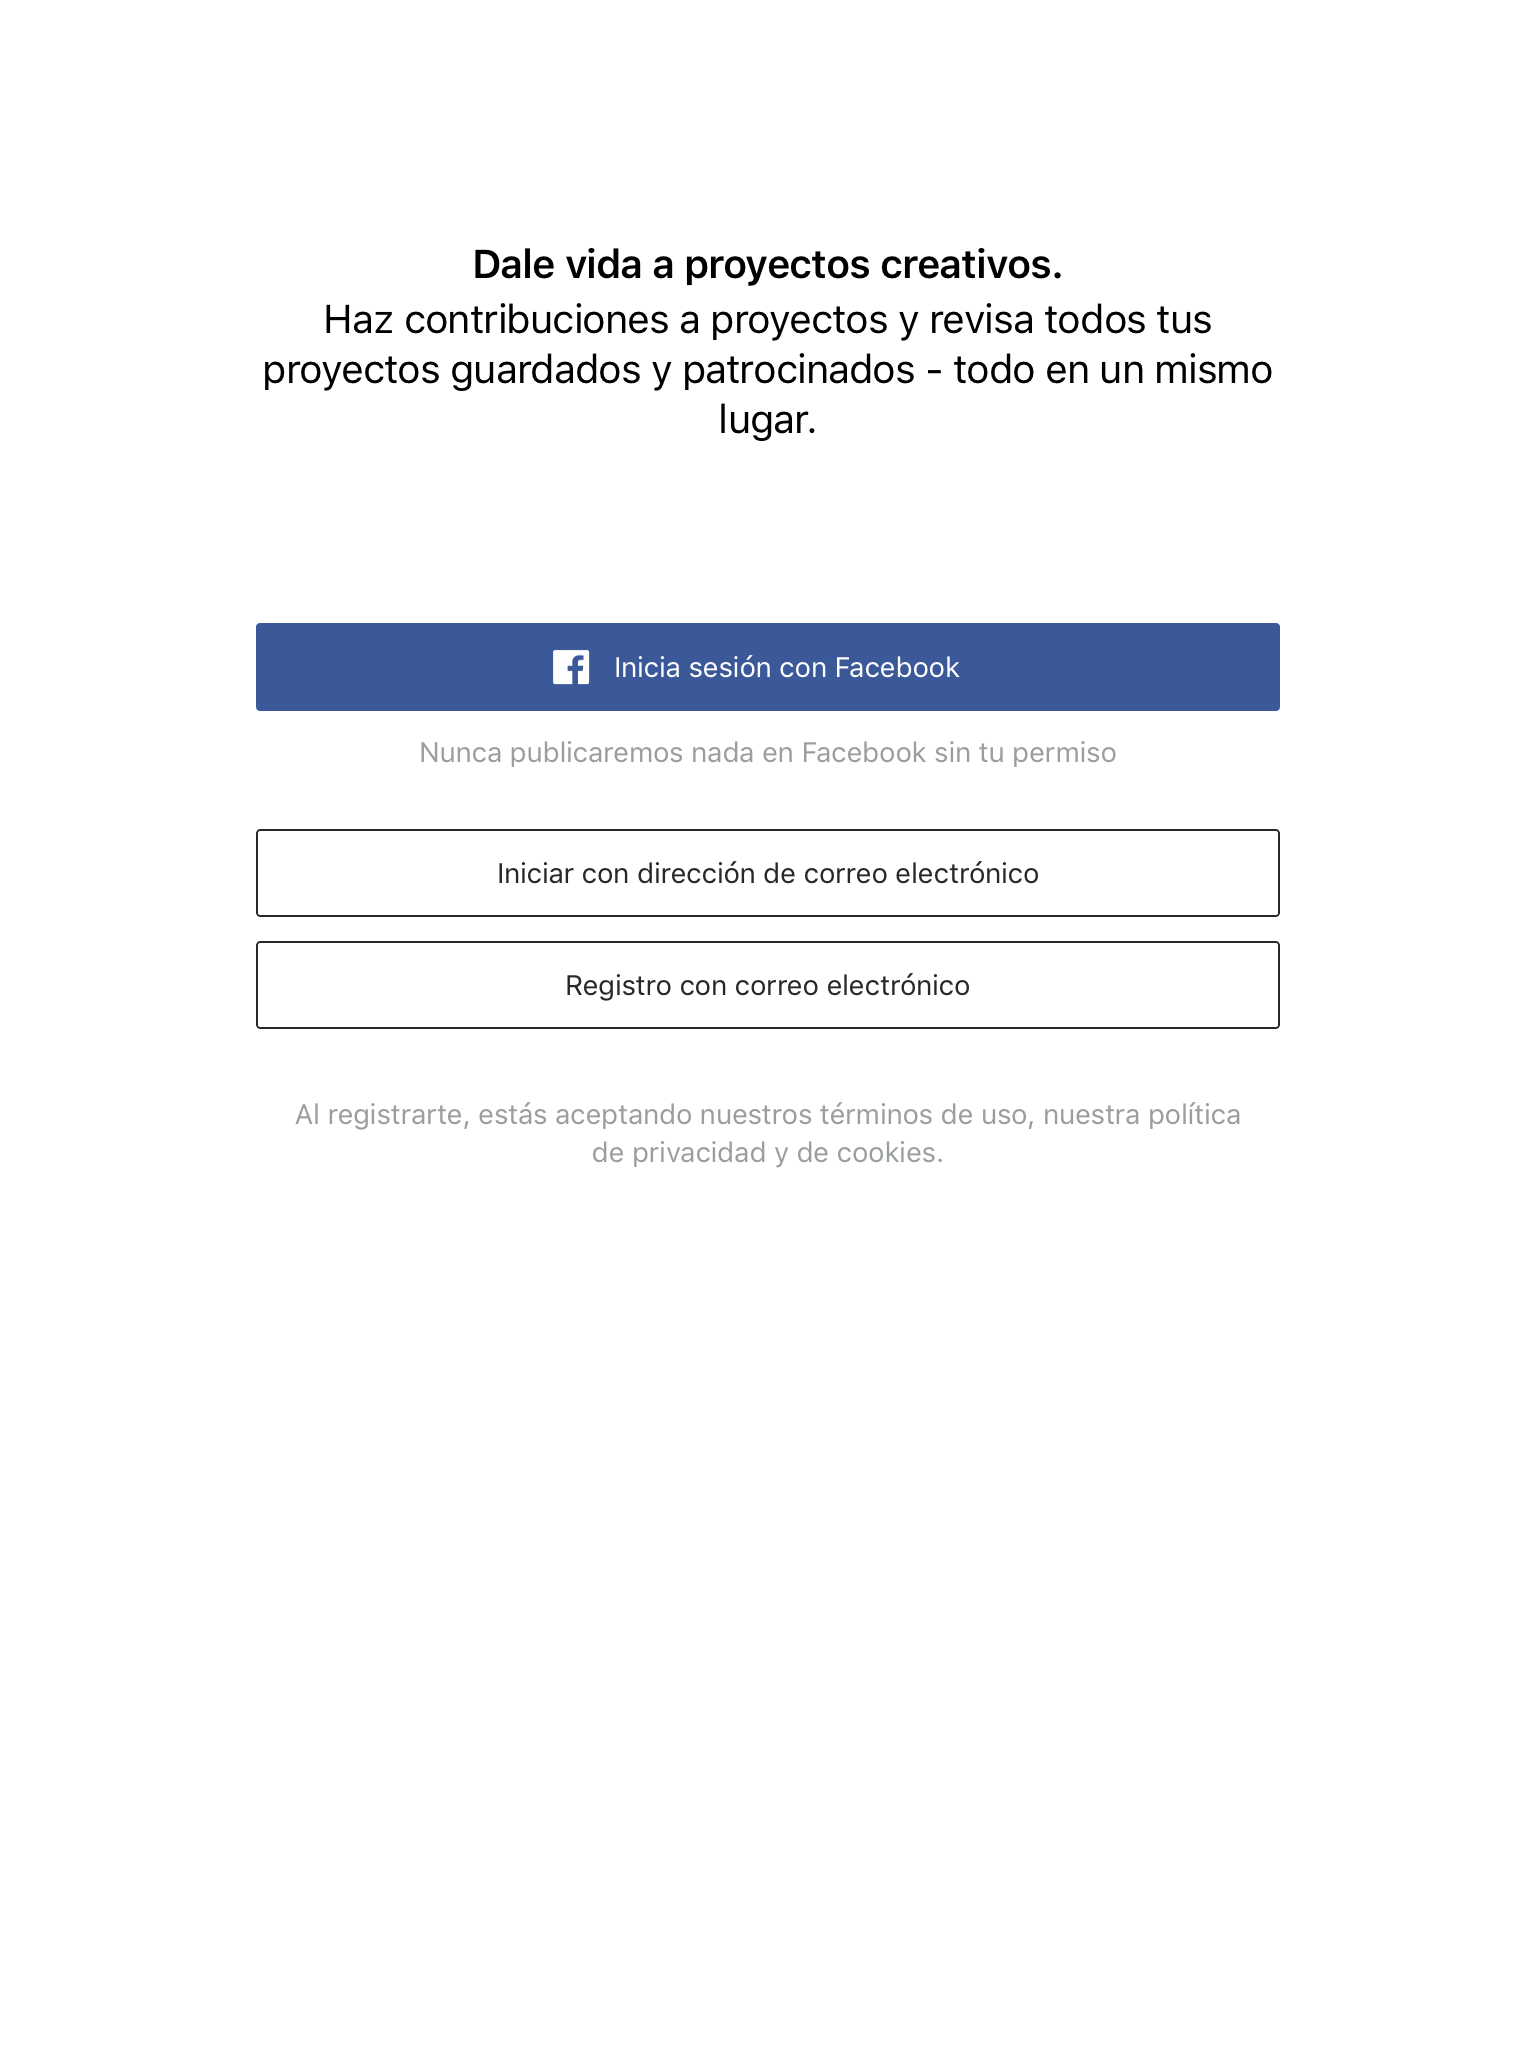 Dale vida a proyectos creativos.
Haz contribuciones a proyectos y revisa todos tus
proyectos guardados y patrocinados - todo en un mismo
lugar.
Inicia sesión con Facebook
Nunca publicaremos nada en Facebook sin tu permiso
Iniciar con dirección de correo electrónico
Registro con correo electrónico
Al registrarte, estás aceptando nuestros términos de uso, nuestra política
de privacidad y de cookies.